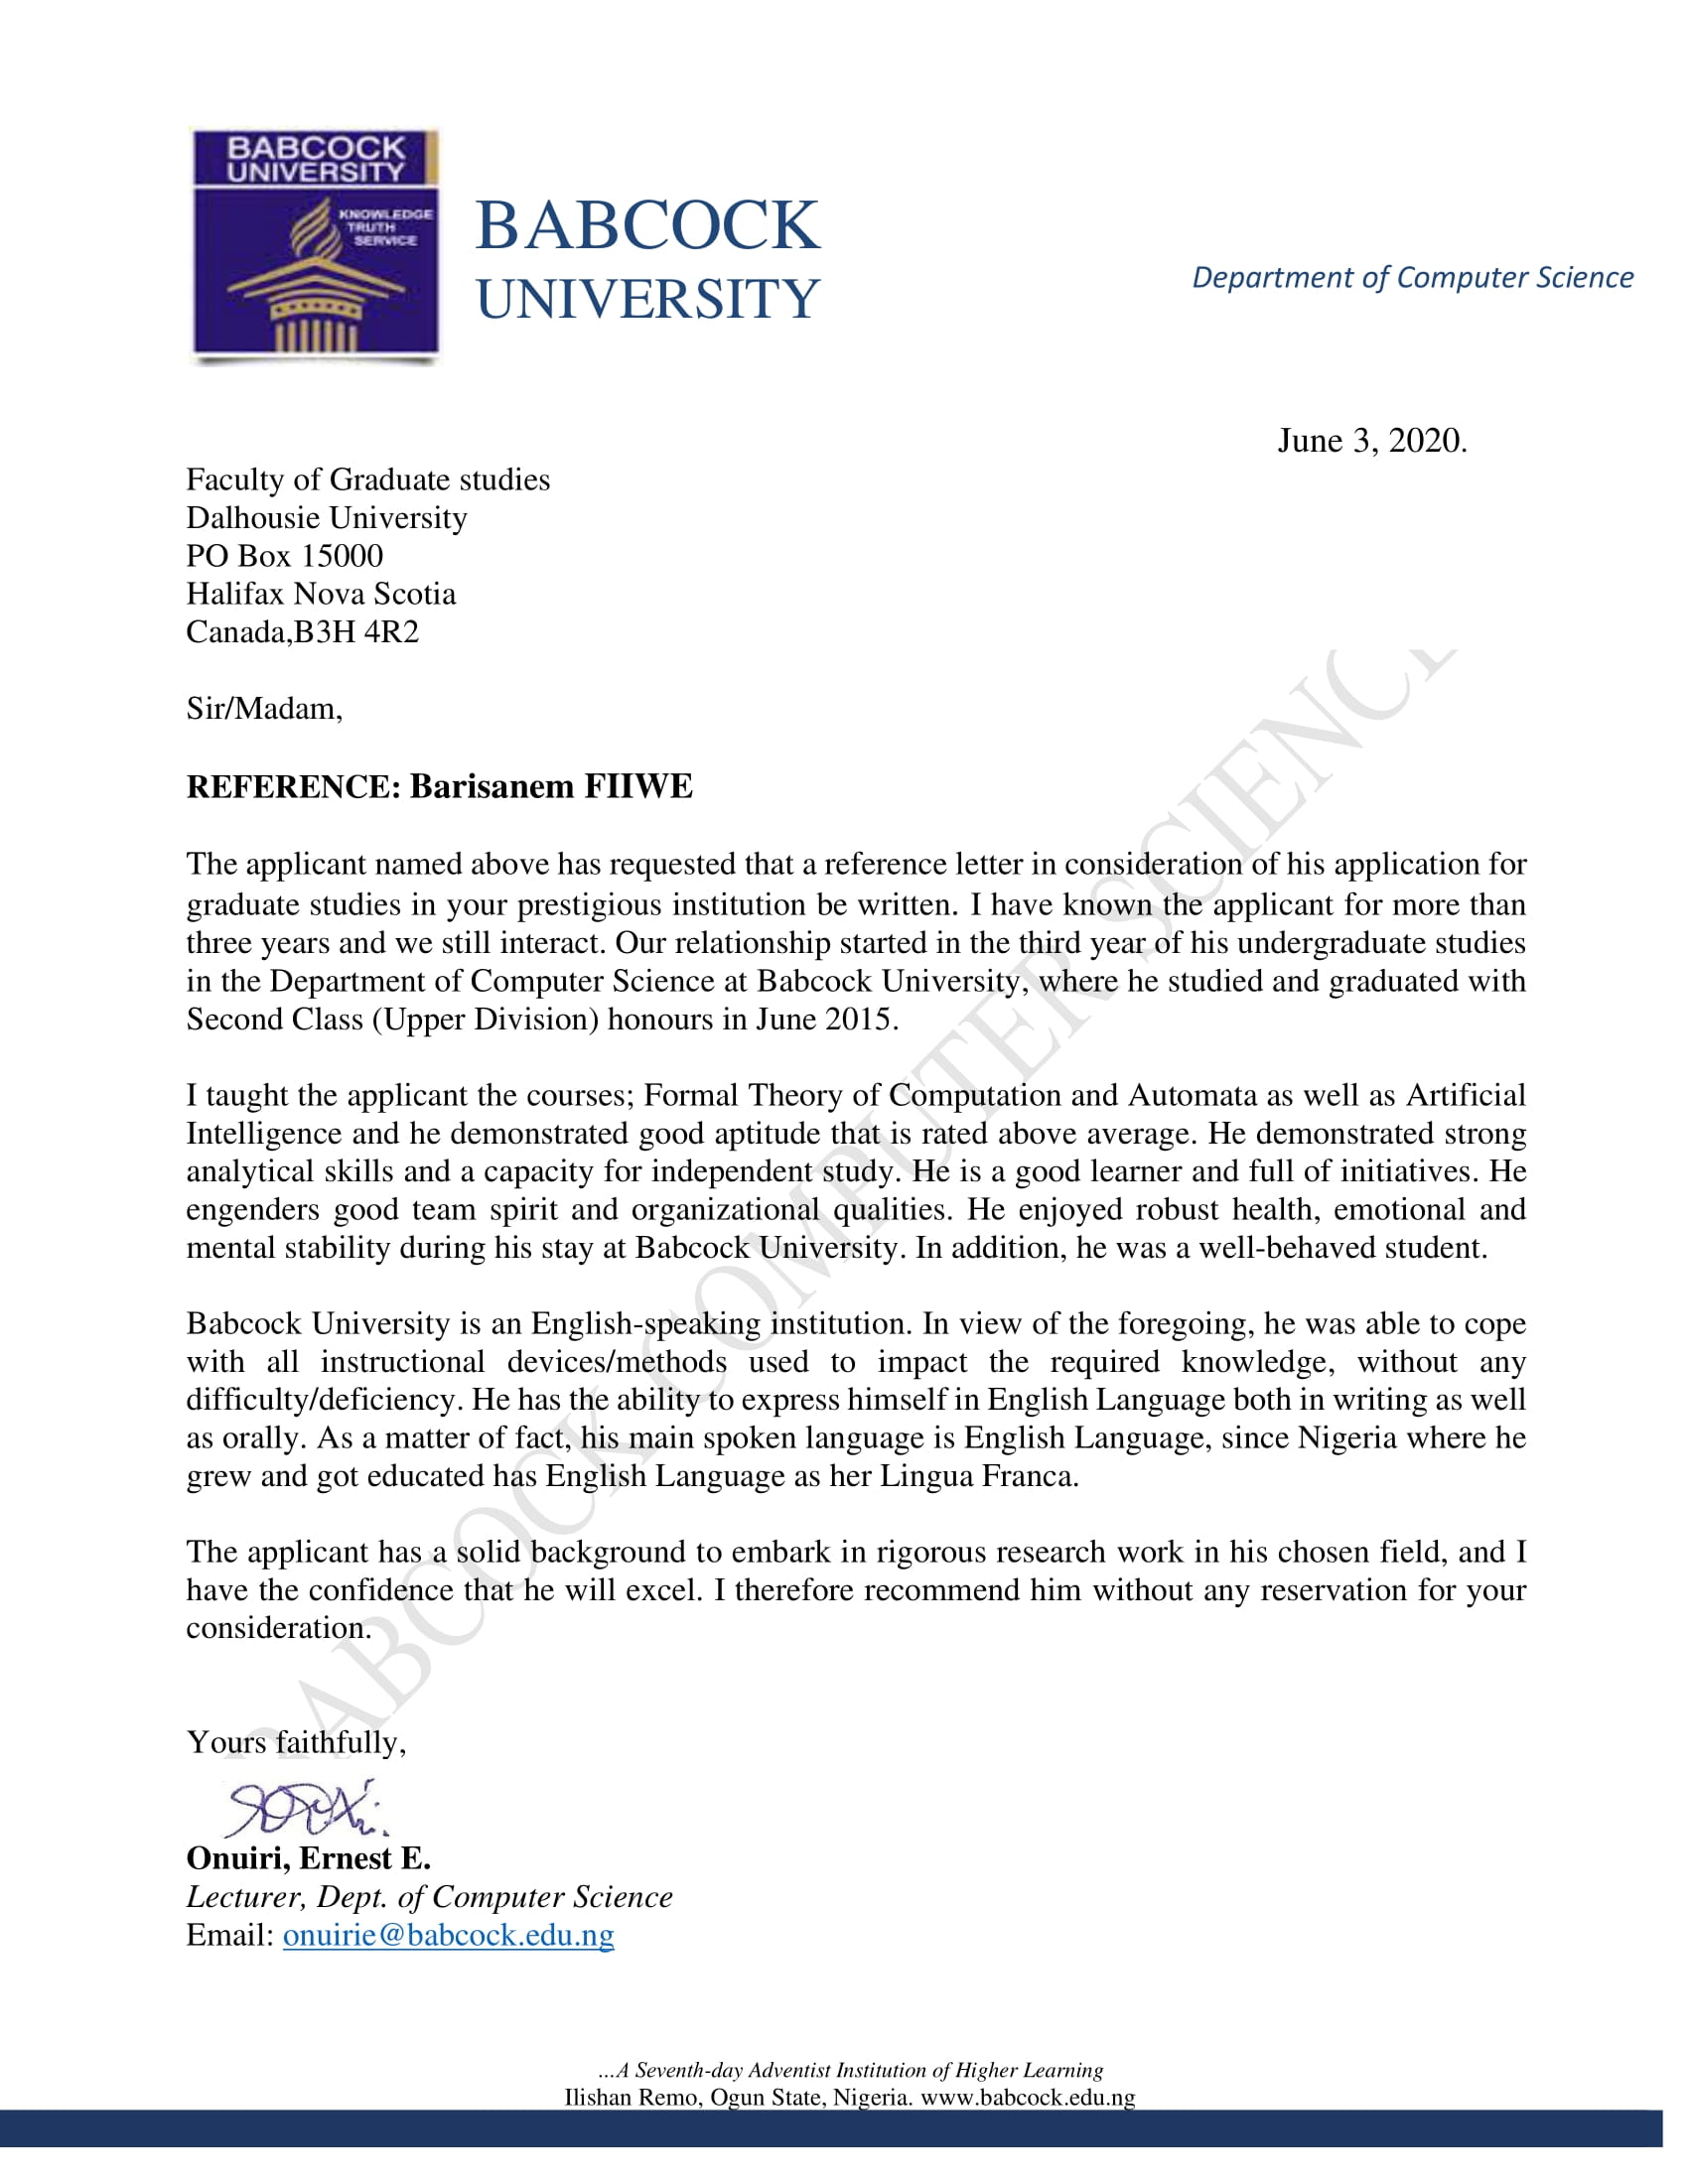 BABCOCK
UNIVERSITY
KNOWLEDGE
TRUTH
SERVICE
BABCOCK
UNIVERSITY
Department of Computer Science
June 3, 2020.
Faculty of Graduate studies
Dalhousie University
PO Box 15000
Halifax Nova Scotia
Canada,B3H 4R2
Sir/Madam,
REFERENCE: Barisanem FIIWE
The applicant named above has requested that a reference letter in consideration of his application for
graduate studies in your prestigious institution be written. I have known the applicant for more than
three years and we still interact. Our relationship started in the third year of his undergraduate studies
in the Department of Computer Science at Babcock University, where he studied and graduated with
Second Class (Upper Division) honours in June 2015.
I taught the applicant the courses; Formal Theory of Computation and Automata as well as Artificial
Intelligence and he demonstrated good aptitude that is rated above average. He demonstrated strong
analytical skills and a capacity for independent study. He is a good learner and full of initiatives. He
engenders good team spirit and organizational qualities. He enjoyed robust health, emotional and
mental stability during his stay at Babcock University. In addition, he was a well-behaved student.
Babcock University is an English-speaking institution. In view of the foregoing, he was able to cope
with all instructional devices/methods used to impact the required knowledge, without any
difficulty/deficiency. He has the ability to express himself in English Language both in writing as well
as orally. As a matter of fact, his main spoken language is English Language, since Nigeria where he
grew and got educated has English Language as her Lingua Franca.
The applicant has a solid background to embark in rigorous research work in his chosen field, and I
have the confidence that he will excel. I therefore recommend him without any reservation for your
consideration.
Yours faithfully,
Onuiri, Ernest E.
Lecturer, Dept. of Computer Science
Email: onuirie@babcock.edu.ng
...A Seventh-day Adventist Institution of Higher Learning
Ilishan Remo, Ogun State, Nigeria. www.babcock.edu.ng
BABCOCK COMPUTER SCIENC